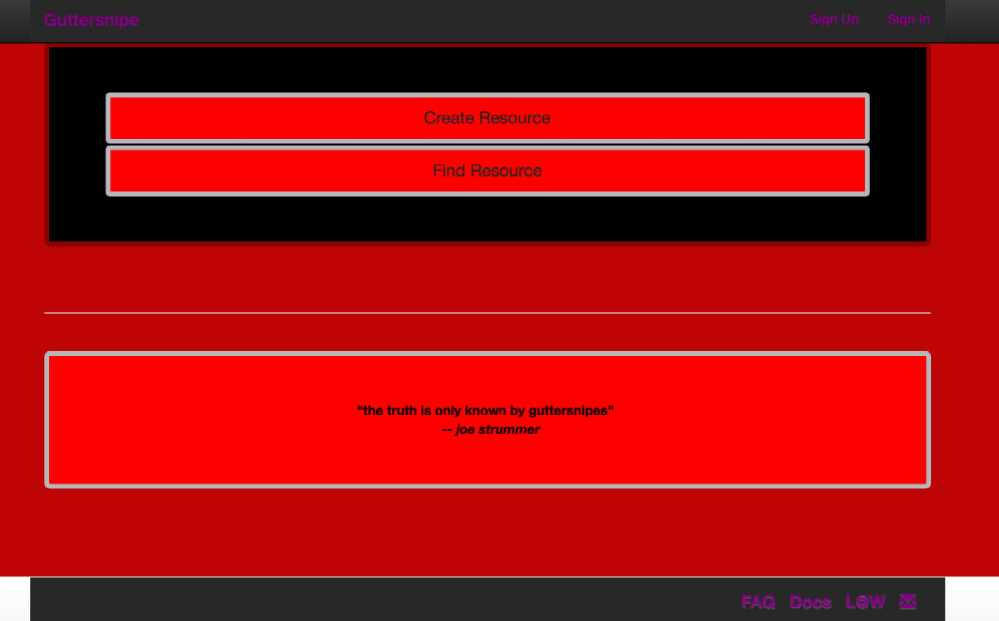 Guttersnipe
Sign Up Sign In
Create Resource
Find Resource
"the truth is only known by guttersnipes"
-- joe strummer
FAQ Docs L@W